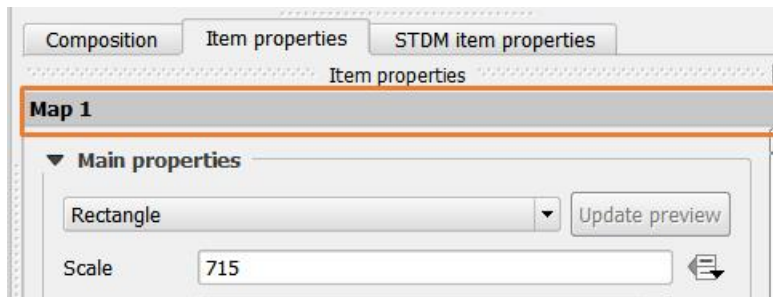 Composition Item properties STDM item properties
Item properties
Map 1
Main properties
Rectangle Update preview
Scale 715